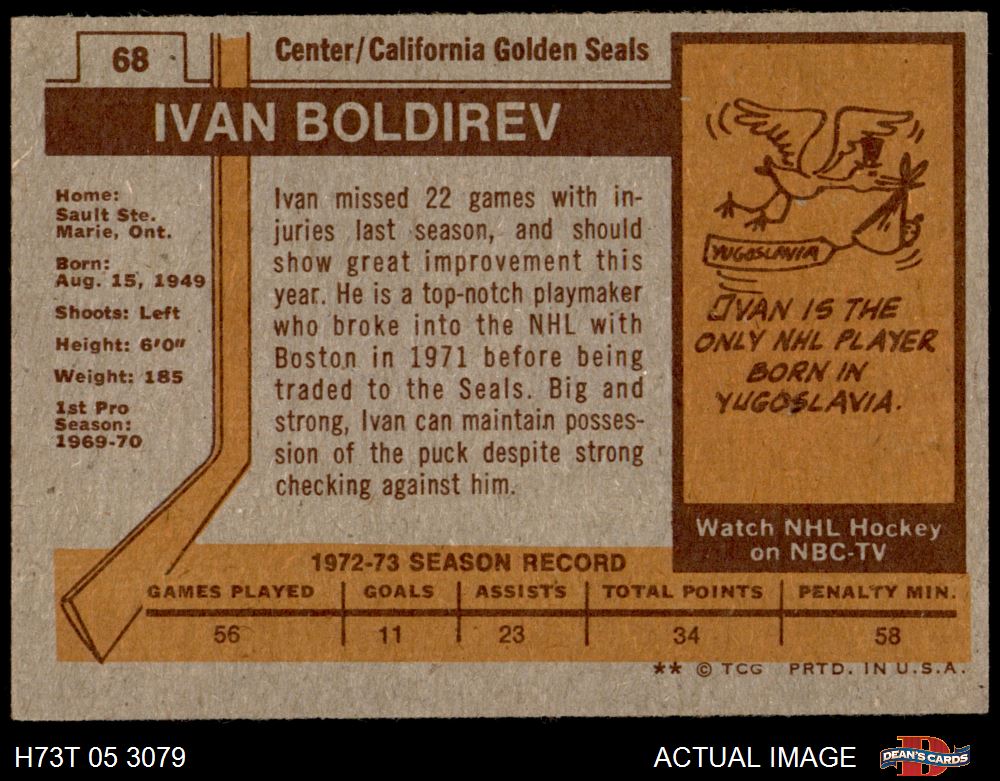 68
Center/California Golden Seals
IVAN BOLDIREV
Home:
Sault Ste.
Marie, Ont.
Born:
Aug. 15, 1949
Shoots: Left
Height: 6'0"
Weight: 185
1st Pro
Season:
1969-70
Ivan missed 22 games with in-
juries last season, and should
show great improvement this
year. He is a top-notch playmaker
who broke into the NHL with
Boston in 1971 before being
traded to the Seals. Big and
strong, Ivan can maintain posses-
sion of the puck despite strong
checking against him.
YUGOSLAVIA
IVAN IS THE
ONLY NHL PLAYER
BORN IN
YUGOSLAVIA.
Watch NHL Hockey
on NBC-TV
1972-73 SEASON RECORD
GAMES PLAYED GOALS ASSISTS TOTAL POINTS PENALTY MIN.
56 11 23 34 58
** © TCG PRTD. IN U.S.A.
H73T 05 3079
ACTUAL IMAGE
DEAN'S CARDS